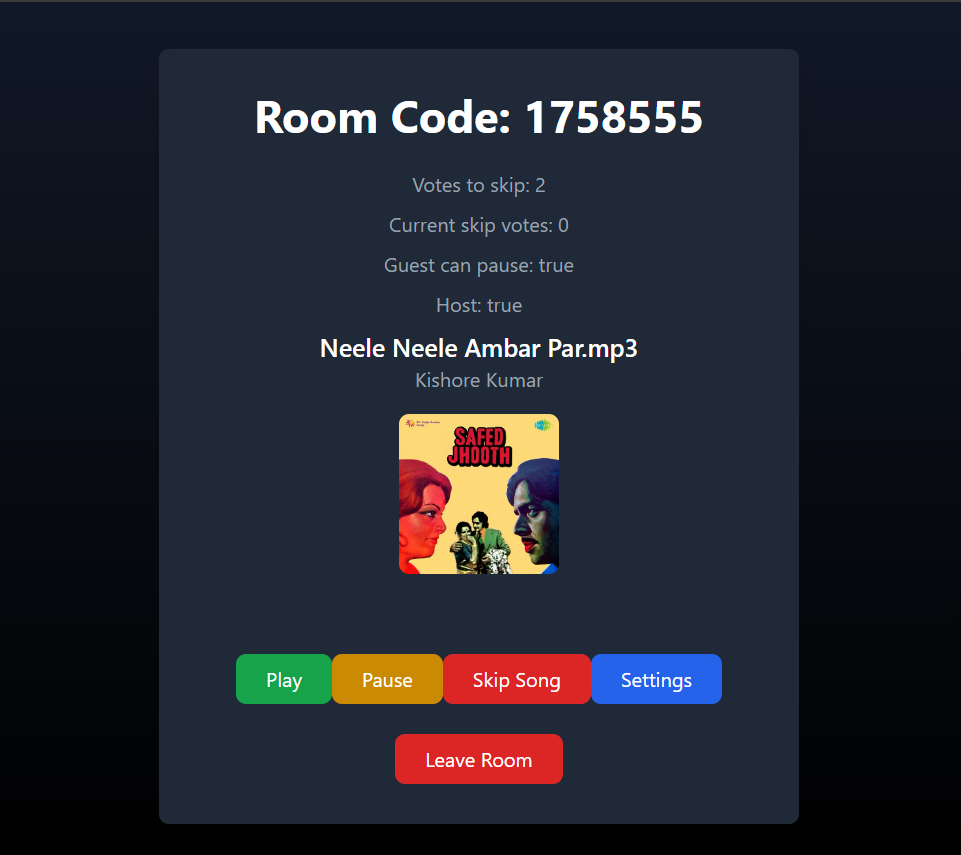 Room Code: 1758555
Votes to skip: 2
Current skip votes: 0
Guest can pause: true
Host: true
Neele Neele Ambar Par.mp3
Kishore Kumar
SAFED
JHOOTH
Play
Pause
Skip Song
Settings
Leave Room